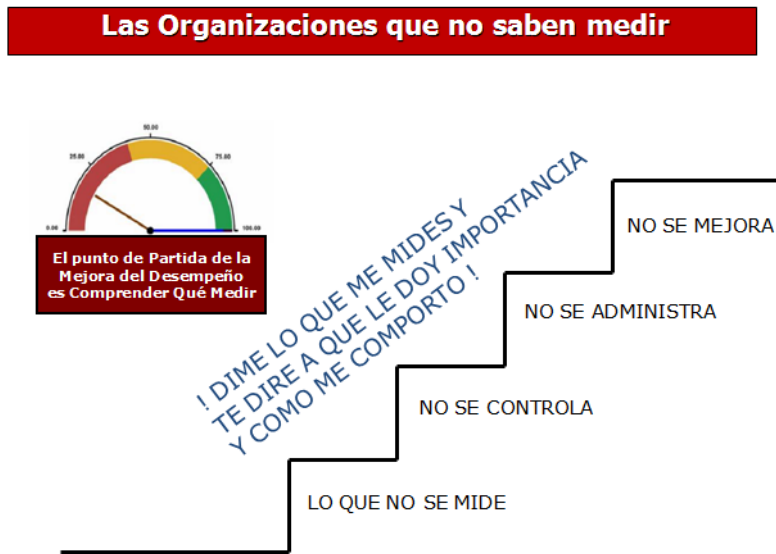 Las Organizaciones que no saben medir
0.00
25.00
50.00
75.00
100.00
El punto de Partida de la
Mejora del Desempeño
es Comprender Qué Medir
! DIME LO QUE ME MIDES Y
TE DIRE A QUE LE DOY IMPORTANCIA
Y COMO ME COMPORTO !
NO SE MEJORA
NO SE ADMINISTRA
NO SE CONTROLA
LO QUE NO SE MIDE